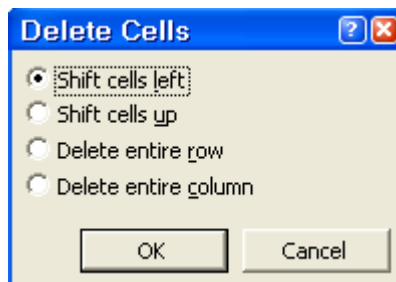 Delete Cells
Shift cells left
Shift cells up
Delete entire row
Delete entire column
OK Cancel